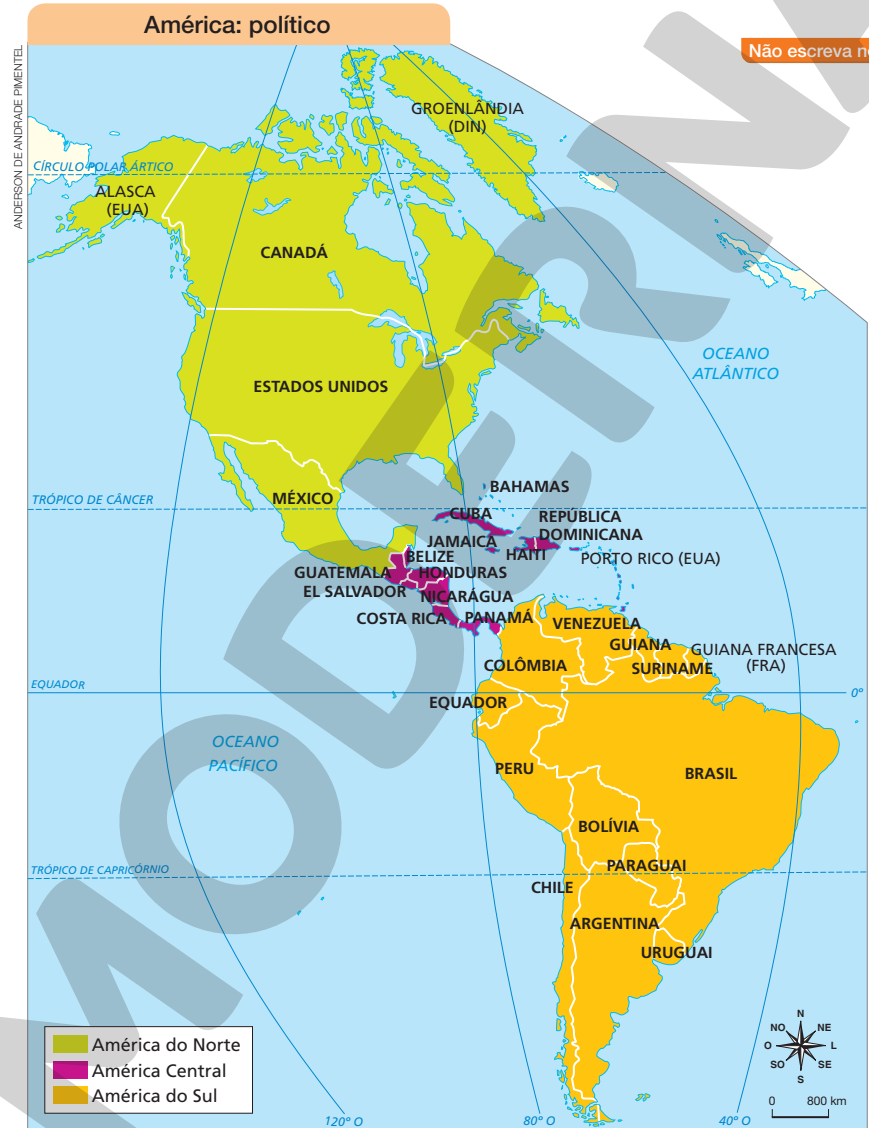 América: político
Não escreva no
ANDERSON DE ANDRADE PIMENTEL
GROENLÂNDIA
(DIN)
CÍRCULO POLAR ÁRTICO
ALASCA
(EUA)
CANADÁ
OCEANO
ATLÂNTICO
ESTADOS UNIDOS
BAHAMAS
TRÓPICO DE CÂNCER
MÉXICO
CUBA
REPÚBLICA
DOMINICANA
JAMAICA
HAITI
PORTO RICO (EUA)
BELIZE
GUATEMALA
HONDURAS
EL SALVADOR
NICARÁGUA
COSTA RICA
PANAMÁ
VENEZUELA
GUIANA
GUIANA FRANCESA
(FRA)
COLÔMBIA
SURINAME
EQUADOR
0º
EQUADOR
OCEANO
PACÍFICO
PERU
BRASIL
BOLÍVIA
TRÓPICO DE CAPRICÓRNIO
PARAGUAI
CHILE
ARGENTINA
URUGUAI
América do Norte
América Central
América do Sul
N
NO
NE
O
L
SO
SE
S
0 800 km
120º O
80º O
40º O
MODERNA